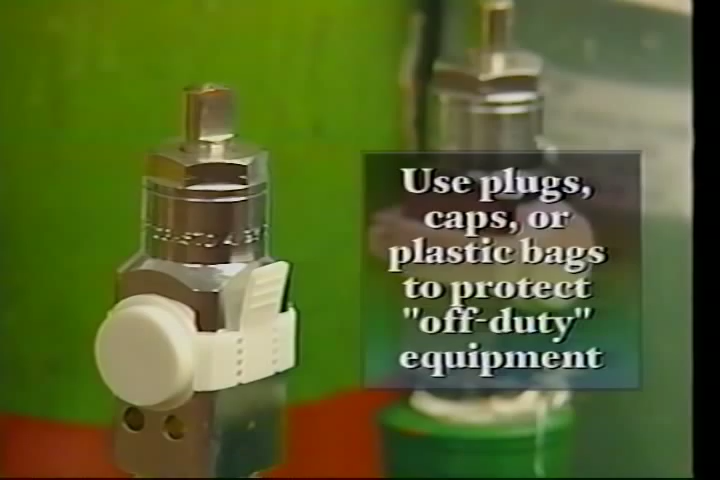 Use plugs,
caps, or
plastic bags
to protect
"off-duty"
equipment